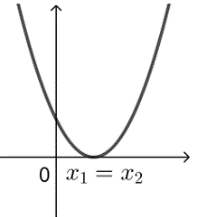 0 x₁ = x₂